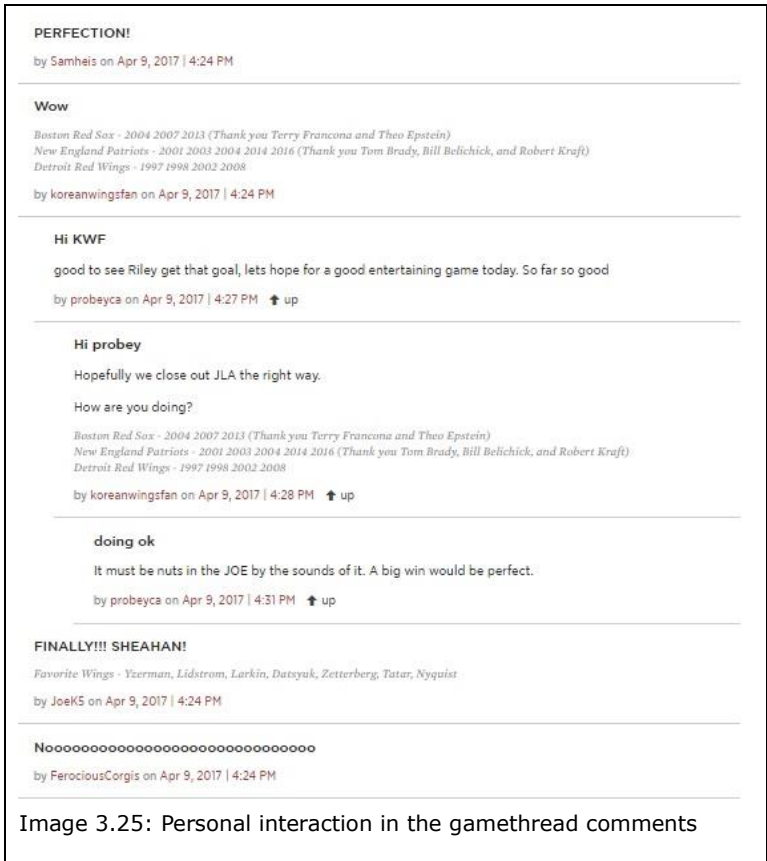 PERFECTION!
by Samheis on Apr 9, 2017 | 4:24 PM
Wow
Boston Red Sox - 2004 2007 2013 (Thank you Terry Francona and Theo Epstein)
New England Patriots - 2001 2003 2004 2014 2016 (Thank you Tom Brady, Bill Belichick, and Robert Kraft)
Detroit Red Wings - 1997 1998 2002 2008
by koreanwingsfan on Apr 9, 2017 | 4:24 PM
Hi KWF
good to see Riley get that goal, lets hope for a good entertaining game today. So far so good
by probeyca on Apr 9, 2017 | 4:27 PM up
Hi probey
Hopefully we close out JLA the right way.
How are you doing?
Boston Red Sox - 2004 2007 2013 (Thank you Terry Francona and Theo Epstein)
New England Patriots - 2001 2003 2004 2014 2016 (Thank you Tom Brady, Bill Belichick, and Robert Kraft)
Detroit Red Wings - 1997 1998 2002 2008
by koreanwingsfan on Apr 9, 2017 | 4:28 PM up
doing ok
It must be nuts in the JOE by the sounds of it. A big win would be perfect.
by probeyca on Apr 9, 2017 | 4:31 PM up
FINALLY!!! SHEAHAN!
Favorite Wings - Yzerman, Lidstrom, Larkin, Datsyuk, Zetterberg, Tatar, Nyquist
by JoeK5 on Apr 9, 2017 | 4:24 PM
Noooooooooooooooooooooooooooooo
by FerociousCorgis on Apr 9, 2017 | 4:24 PM
Image 3.25: Personal interaction in the gamethread comments